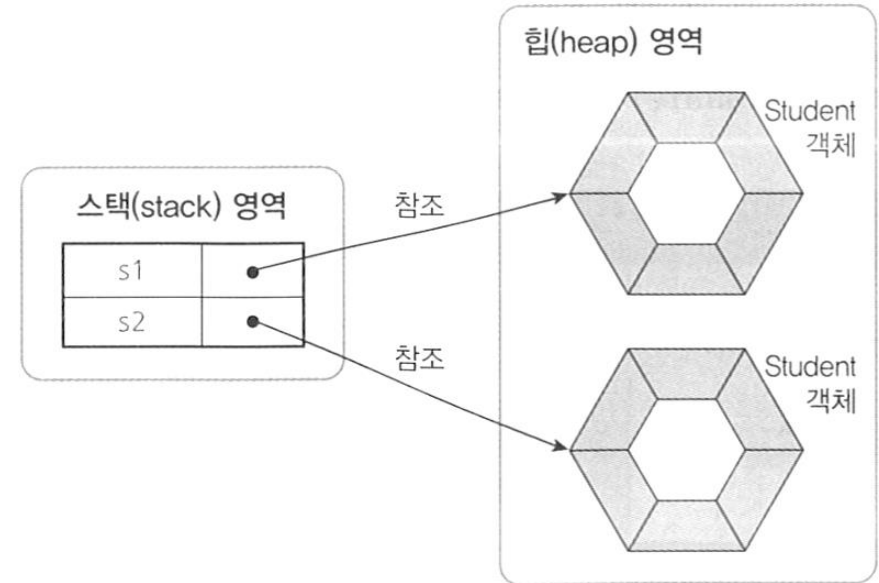 힙(heap) 영역
Student
객체
스택(stack) 영역
참조
s1
s2
참조
Student
객체